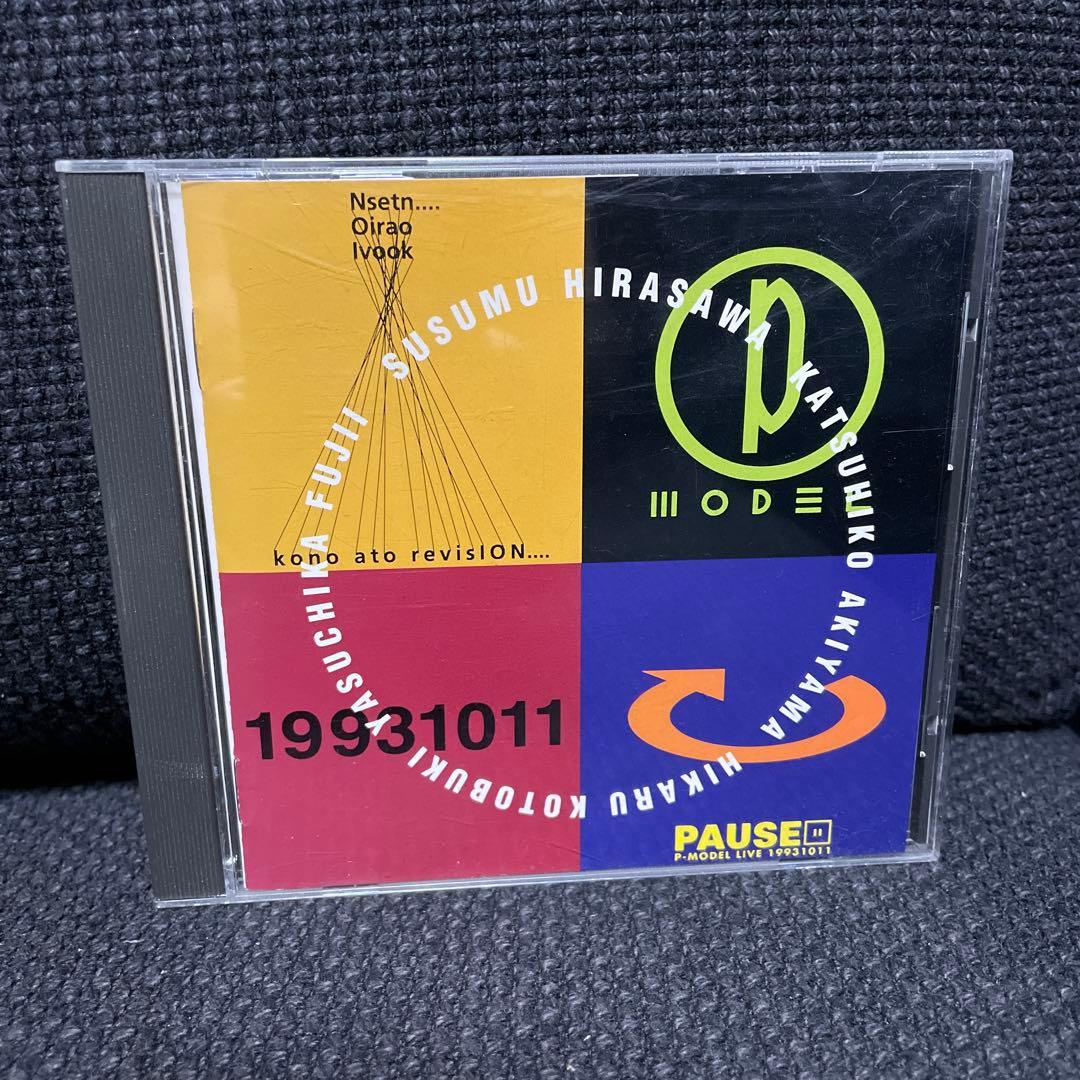 Nsetn....
Oirao
Ivook
kono ato revisION....
SUSUMU HIRASAWA KATSUHIKO AKIYAMA HIKARU KOTOBUKI YASUCHIKA FUJII
p
MODEL
19931011
PAUSE
P-MODEL LIVE 19931011